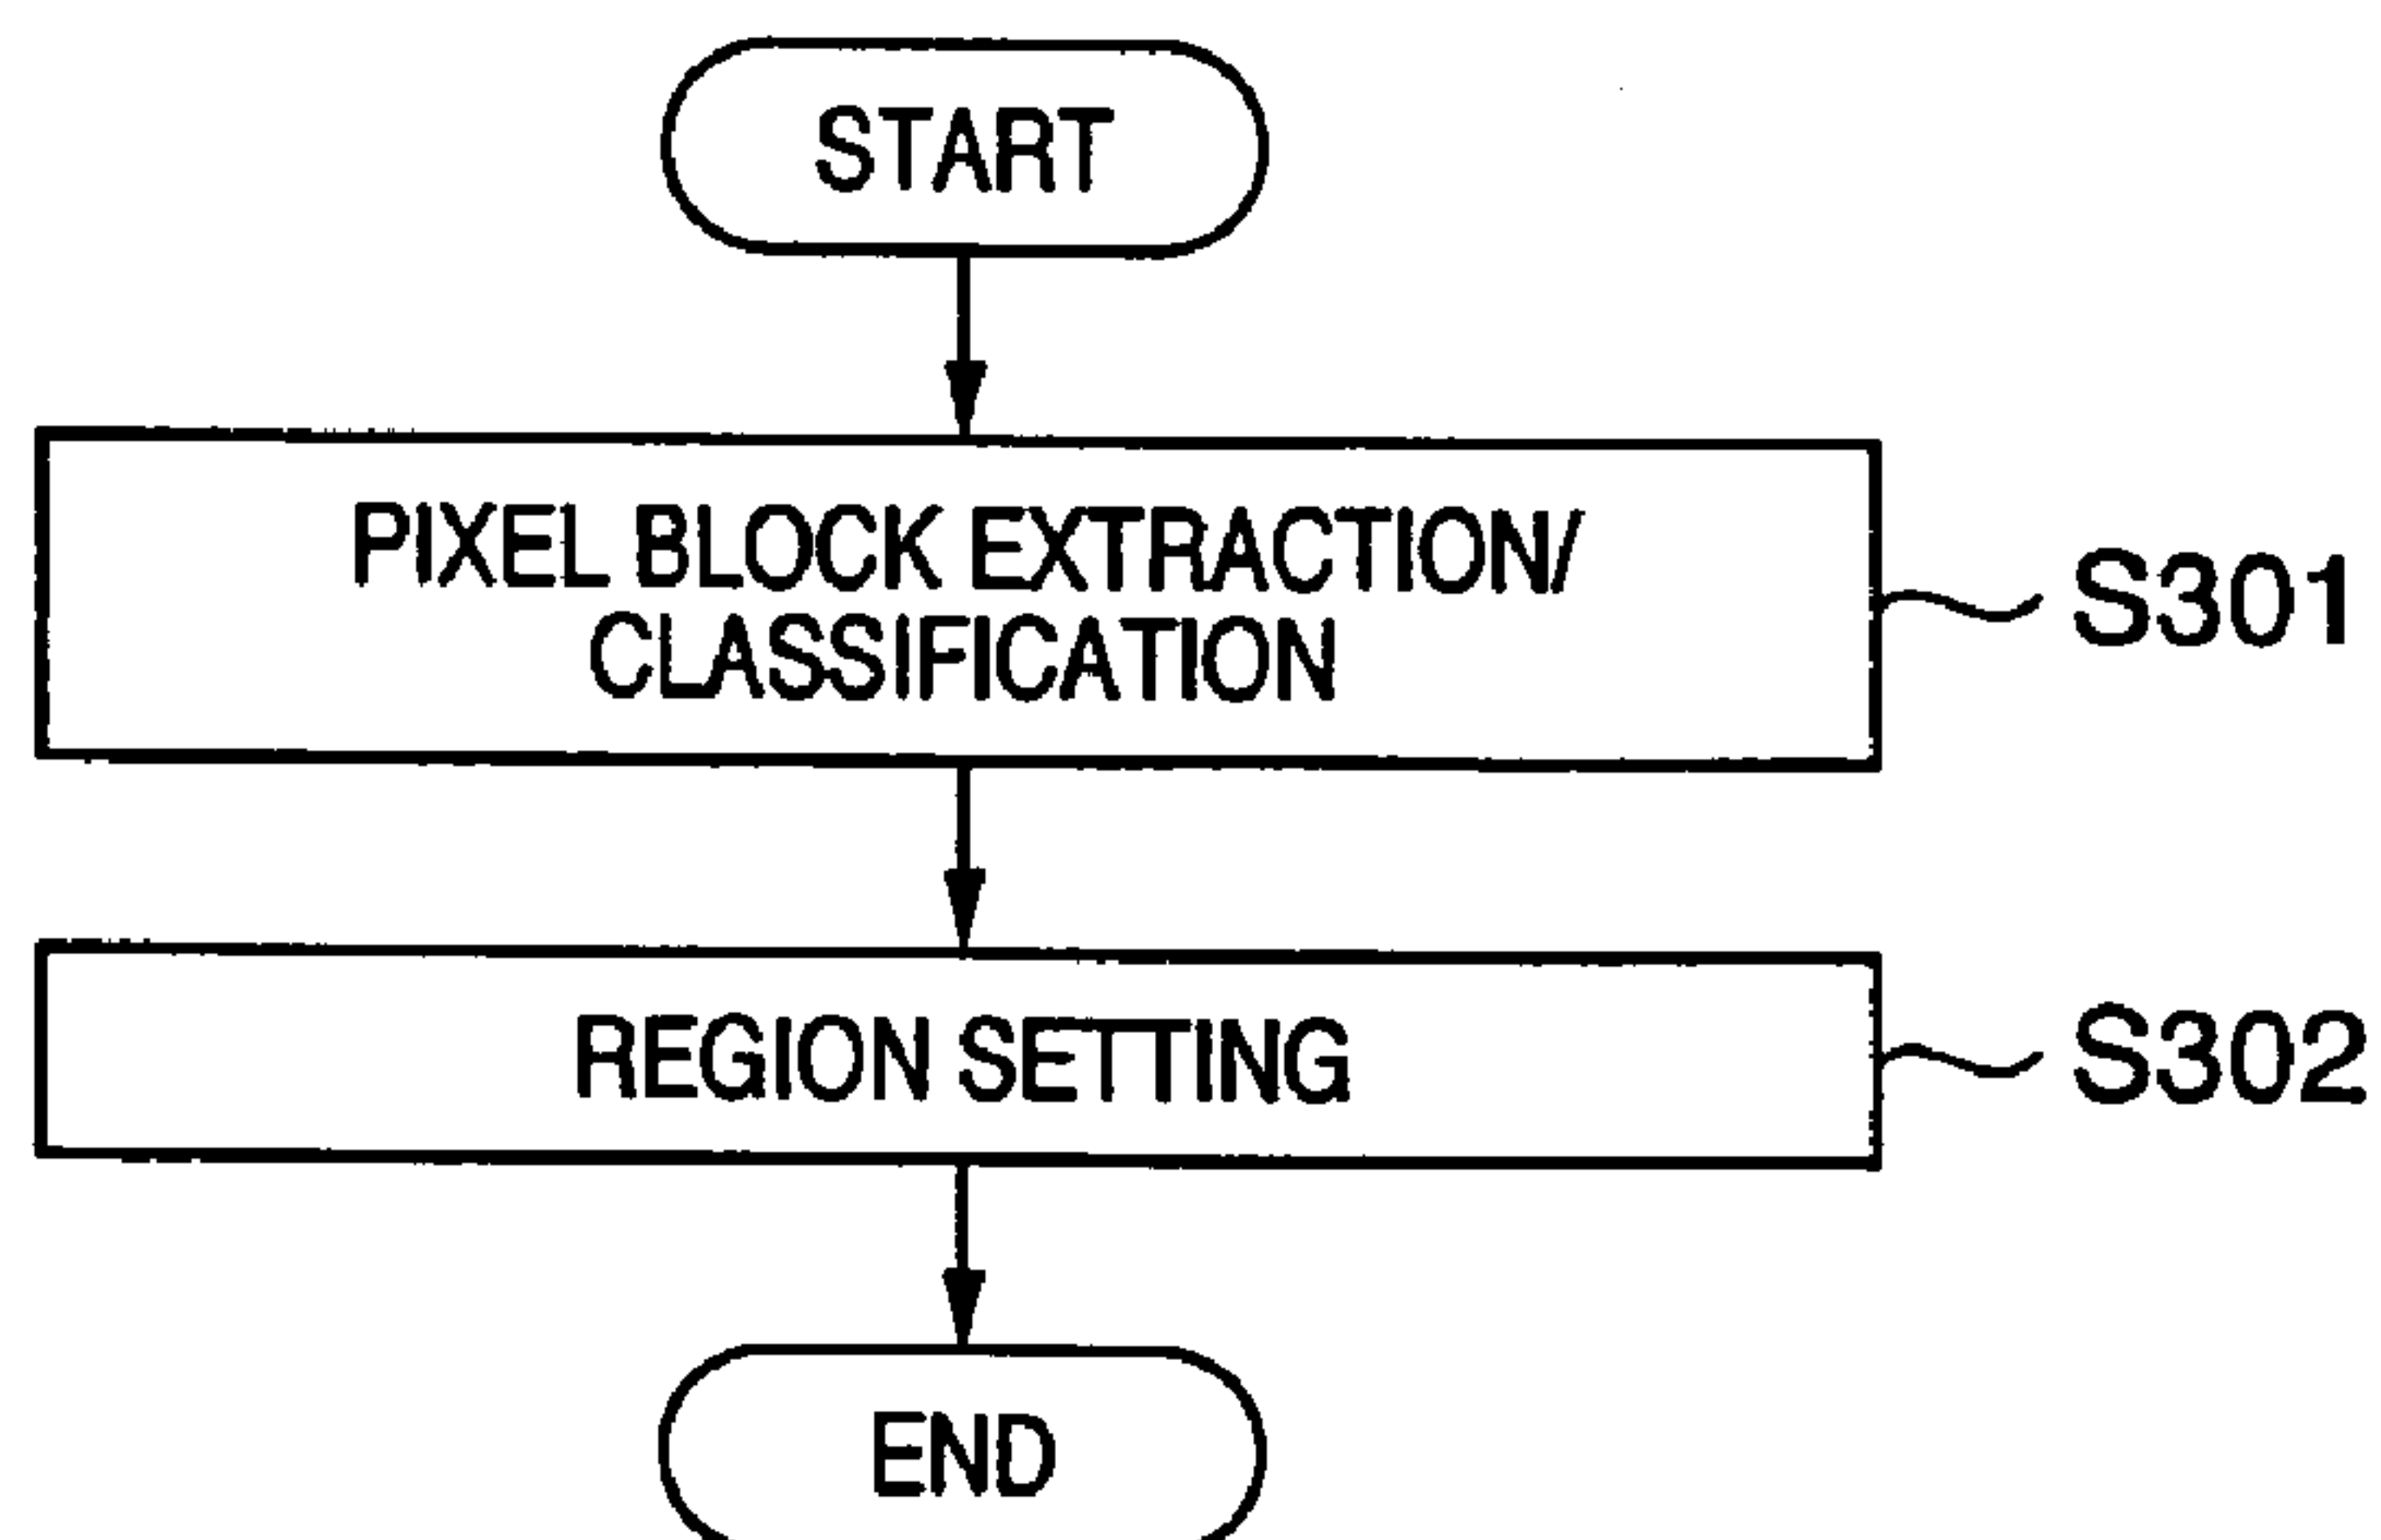 START
PIXEL BLOCK EXTRACTION/
CLASSIFICATION
S301
REGION SETTING
S302
END